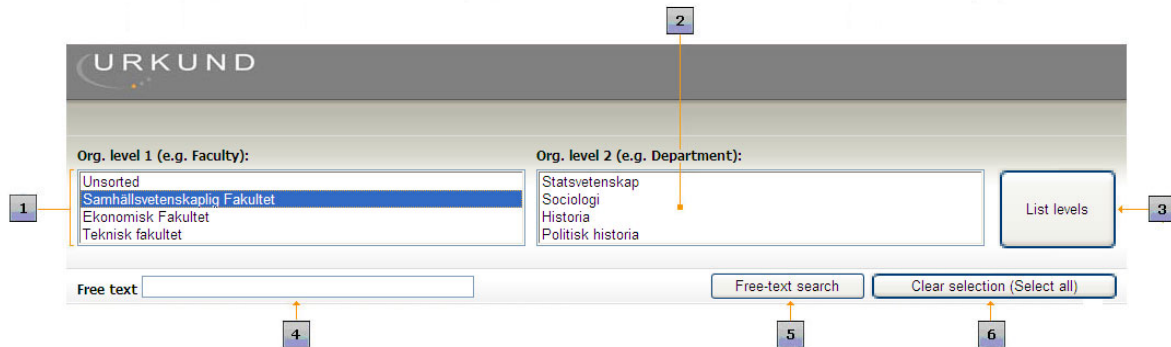 2
URKUND
Org. level 1 (e.g. Faculty): Org. level 2 (e.g. Department):
Unsorted Statsvetenskap
1 Samhällsvetenskaplig Fakultet Sociologi List levels 3
Ekonomisk Fakultet Historia
Teknisk fakultet Politisk historia
Free text Free-text search Clear selection (Select all)
4 5 6